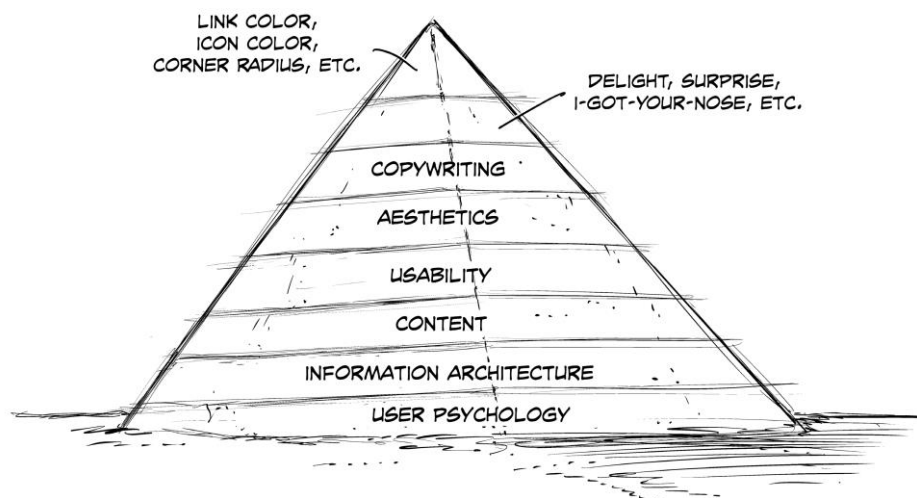 LINK COLOR,
ICON COLOR,
CORNER RADIUS, ETC.
DELIGHT, SURPRISE,
I-GOT-YOUR-NOSE, ETC.
COPYWRITING
AESTHETICS
USABILITY
CONTENT
INFORMATION ARCHITECTURE
USER PSYCHOLOGY